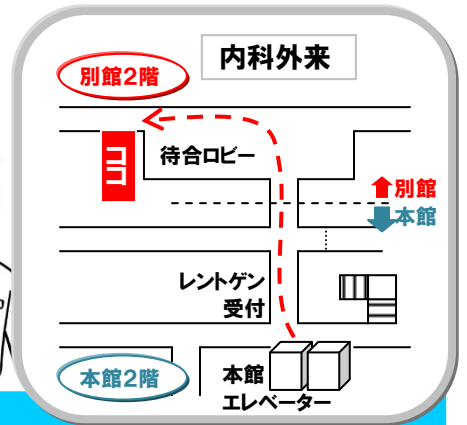 内科外来
別館2階
ココ
待合ロビー
別館
本館
レントゲン
受付
本館2階
本館
エレベーター